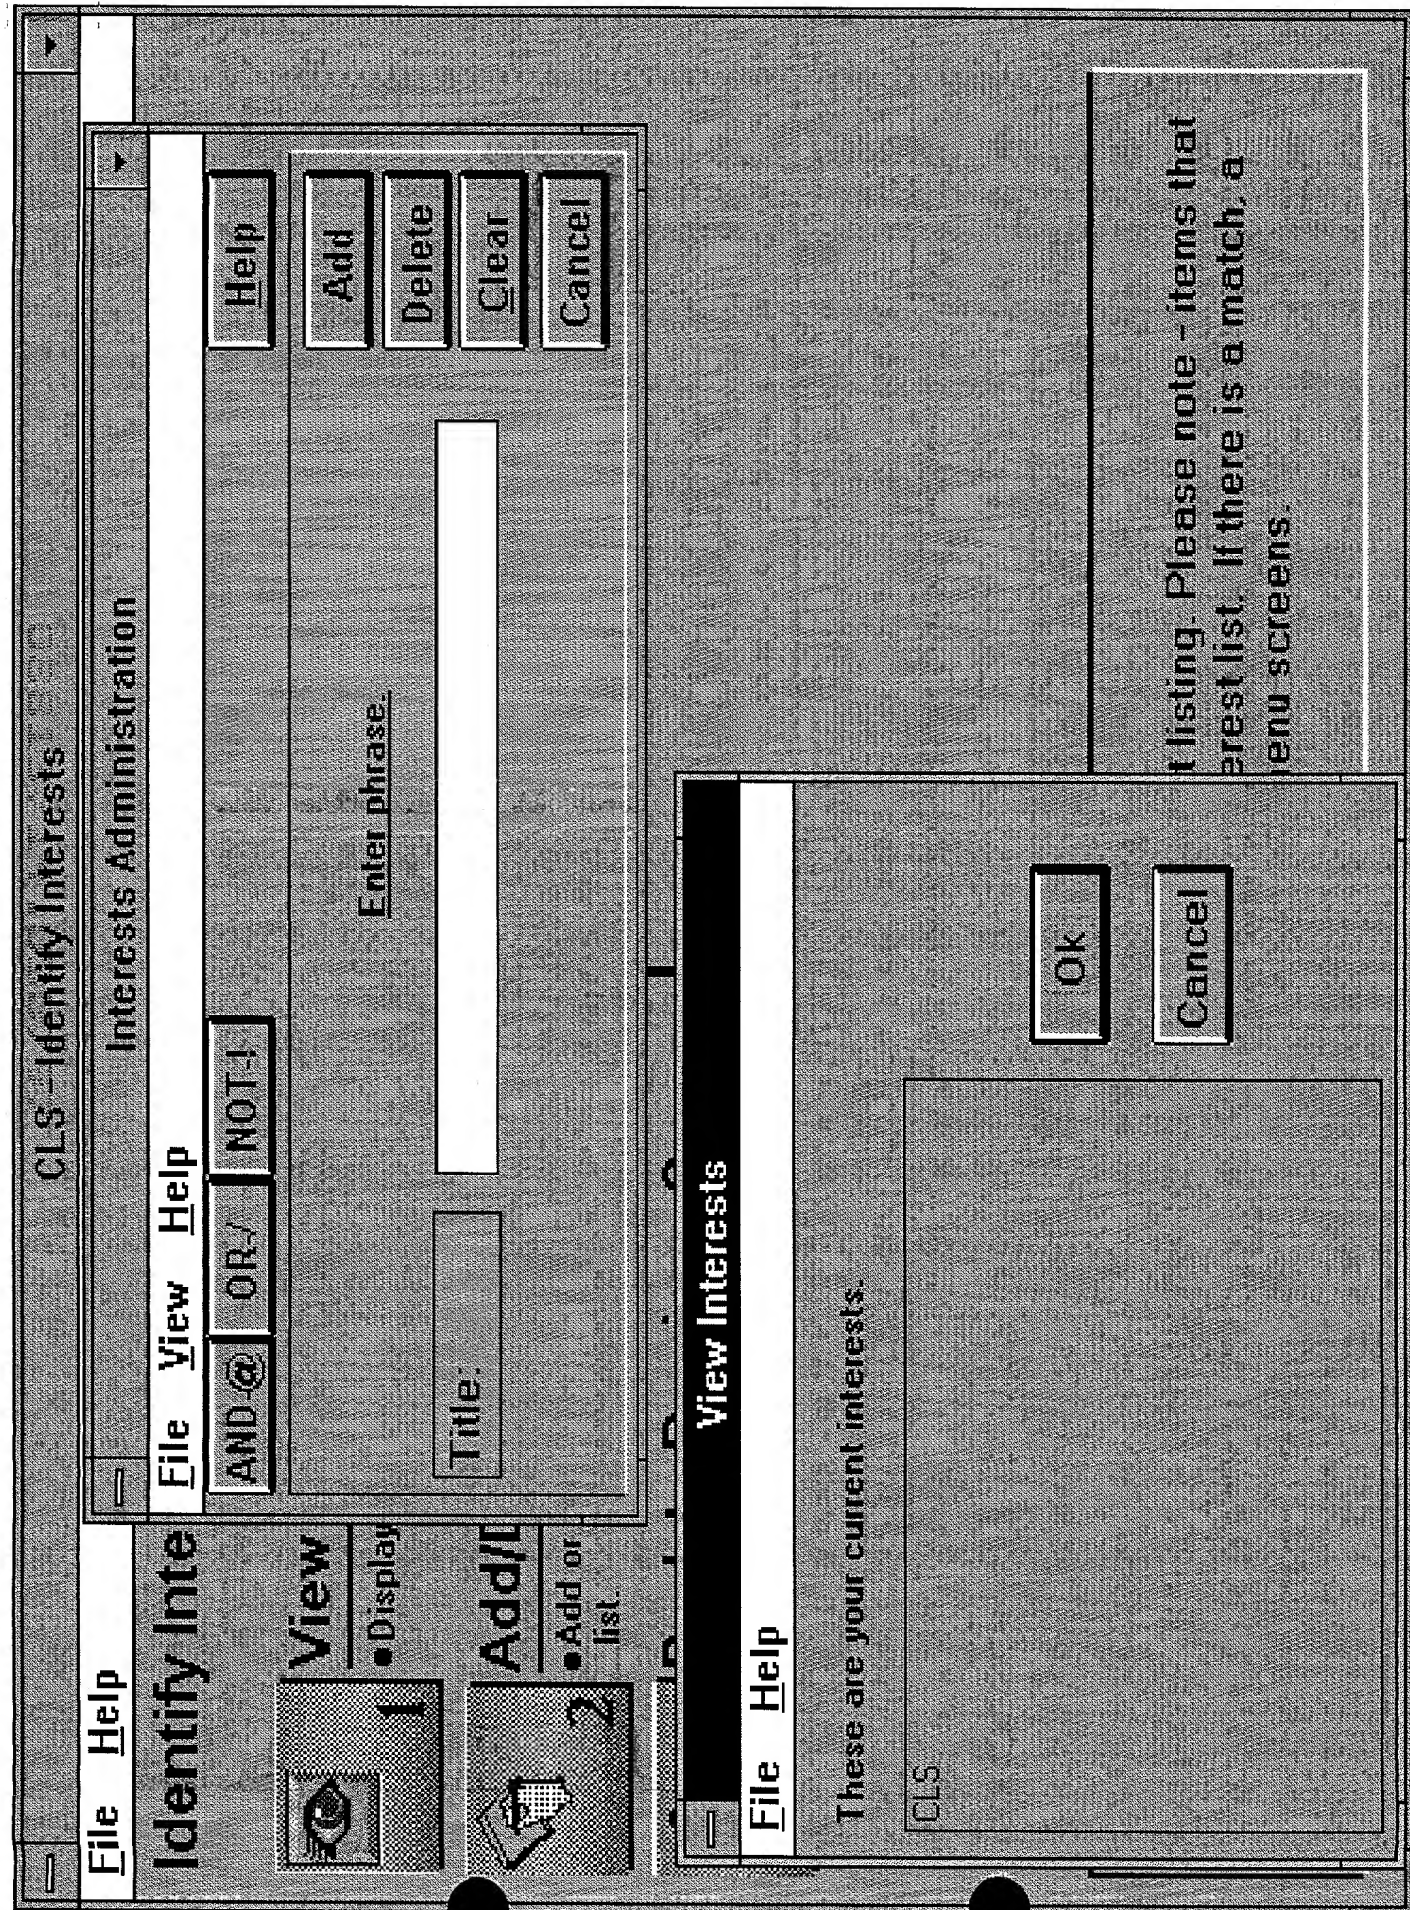 CLS - Identify Interests
File Help
Identify Inte
View
●Display
1
Add/D
●Add or
list.
2
Interests Administration
File View Help
AND-@ OR-/ NOT-! Help
Enter phrase.
Title:
Add
Delete
Clear
Cancel
View Interests
File Help
These are your current interests.
CLS
Ok
Cancel
t listing. Please note - items that
erest list. If there is a match, a
enu screens.